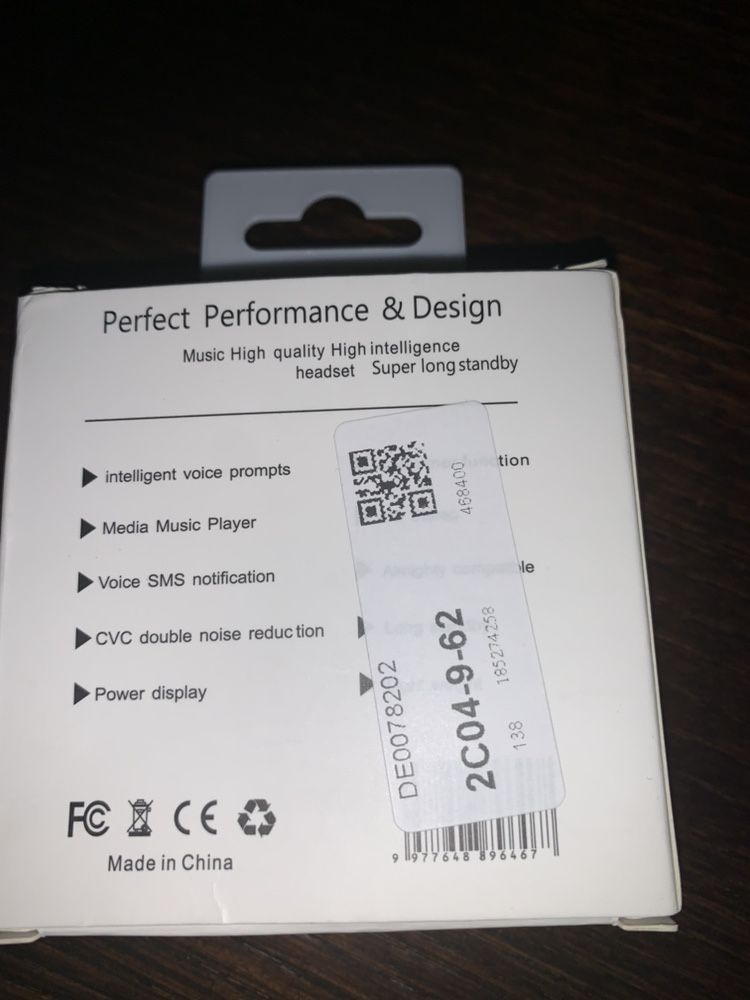 Perfect Performance & Design
Music High quality High intelligence
headset Super long standby
intelligent voice prompts
Media Music Player
Voice SMS notification
CVC double noise reduction
Power display
468400
DE0078202
2C04-9-62
185274258
138
FC CE
Made in China
9 977648 896467